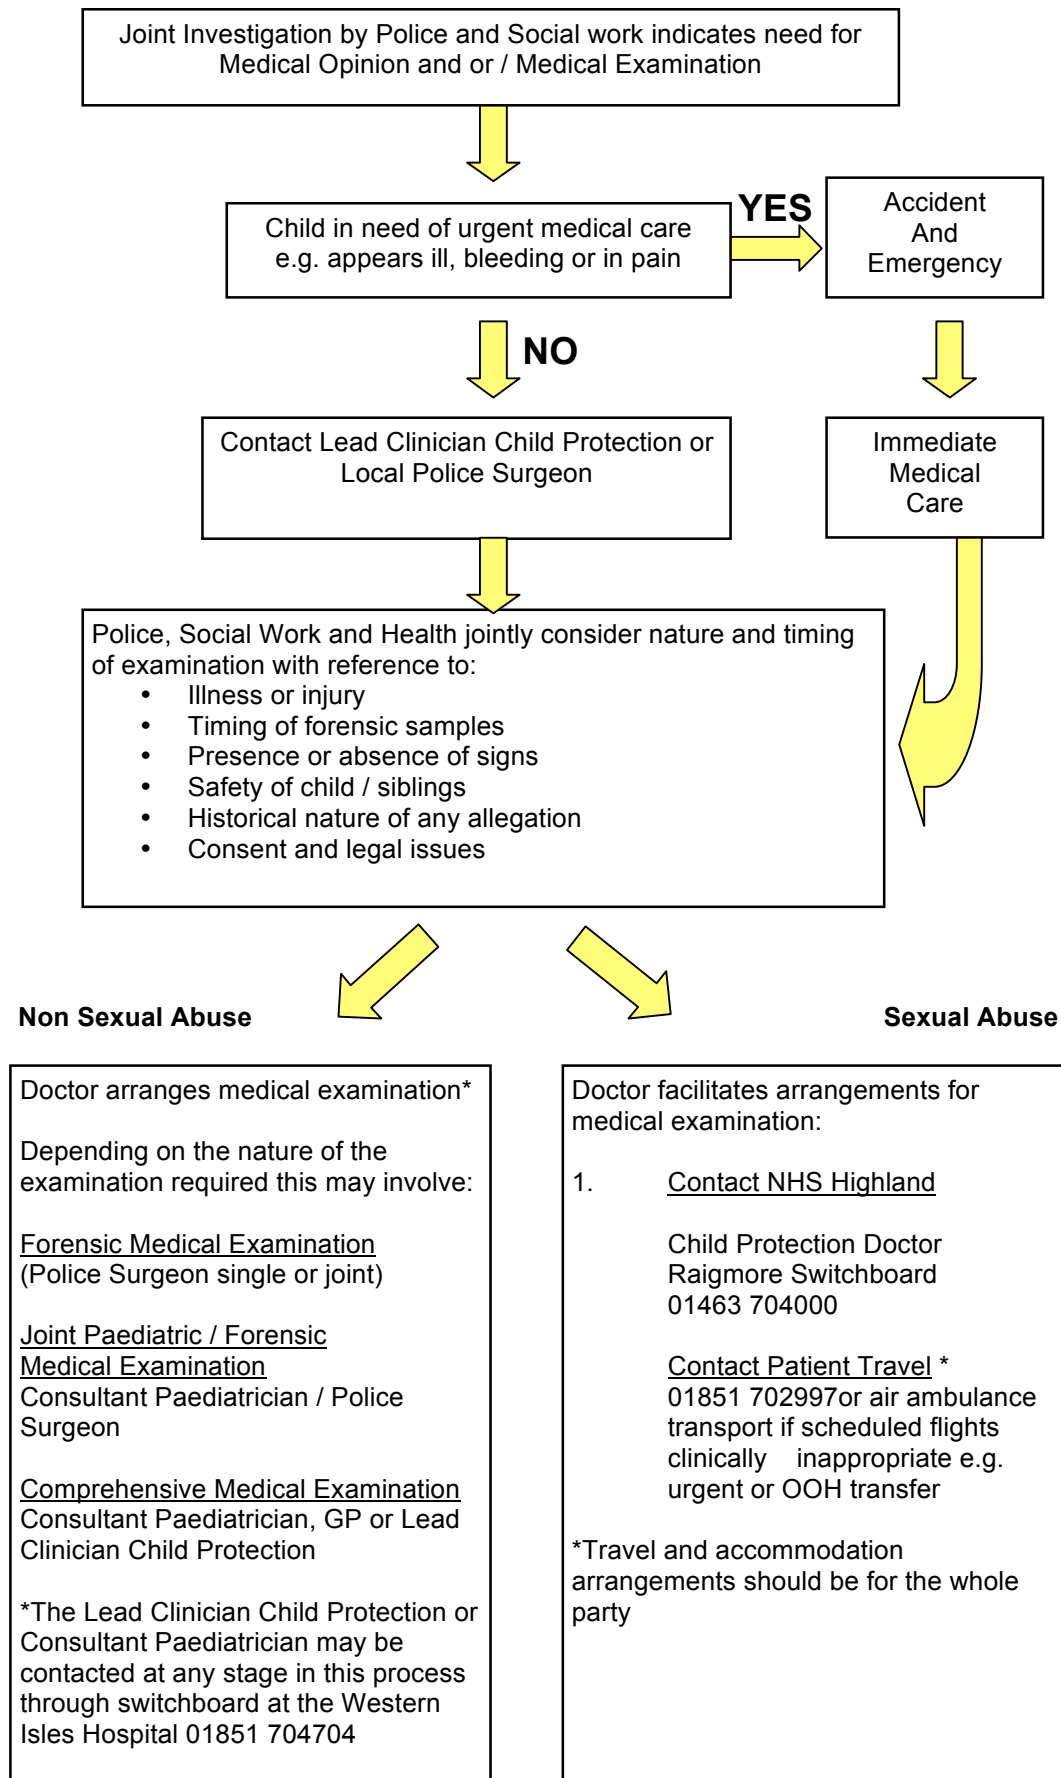 Joint Investigation by Police and Social work indicates need for
Medical Opinion and or / Medical Examination
YES
Child in need of urgent medical care
e.g. appears ill, bleeding or in pain
Accident
And
Emergency
NO
Contact Lead Clinician Child Protection or
Local Police Surgeon
Immediate
Medical
Care
Police, Social Work and Health jointly consider nature and timing
of examination with reference to:
• Illness or injury
• Timing of forensic samples
• Presence or absence of signs
• Safety of child / siblings
• Historical nature of any allegation
• Consent and legal issues
Non Sexual Abuse
Doctor arranges medical examination*
Depending on the nature of the
examination required this may involve:
Forensic Medical Examination
(Police Surgeon single or joint)
Joint Paediatric / Forensic
Medical Examination
Consultant Paediatrician / Police
Surgeon
Comprehensive Medical Examination
Consultant Paediatrician, GP or Lead
Clinician Child Protection
*The Lead Clinician Child Protection or
Consultant Paediatrician may be
contacted at any stage in this process
through switchboard at the Western
Isles Hospital 01851 704704
Sexual Abuse
Doctor facilitates arrangements for
medical examination:
1. Contact NHS Highland
Child Protection Doctor
Raigmore Switchboard
01463 704000
Contact Patient Travel *
01851 702997or air ambulance
transport if scheduled flights
clinically inappropriate e.g.
urgent or OOH transfer
*Travel and accommodation
arrangements should be for the whole
party